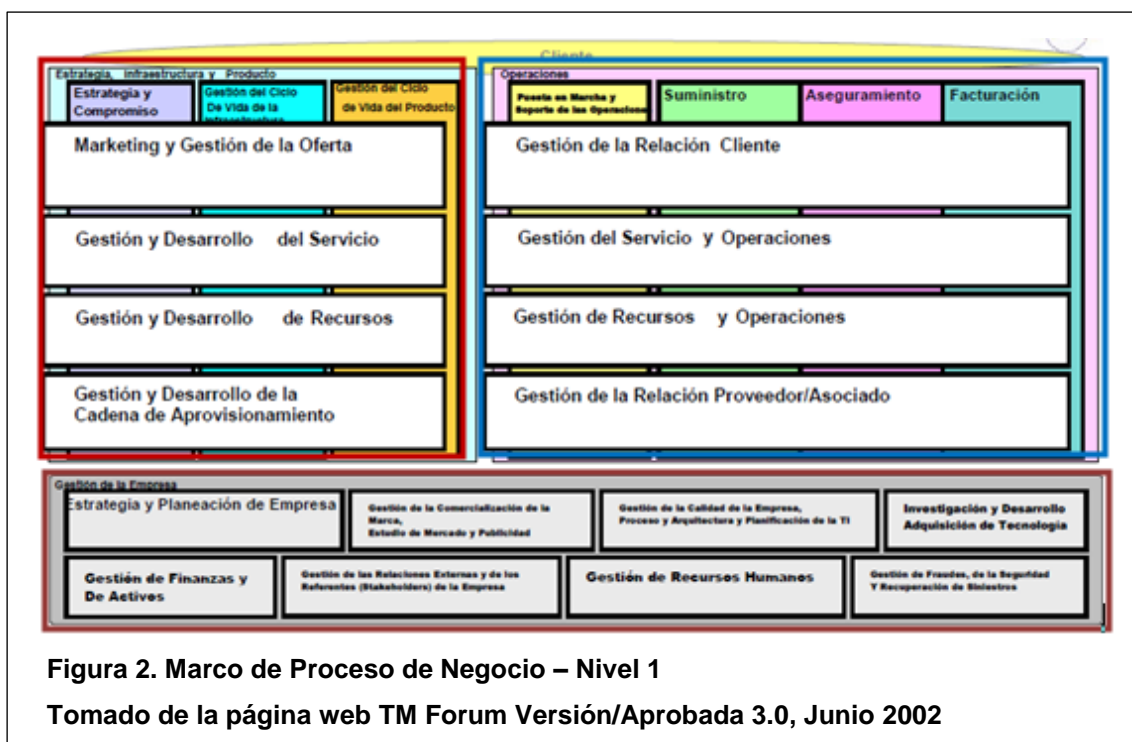 Cliente
Estrategia, Infraestructura y Producto
Estrategia y
Compromiso
Gestión del Ciclo
De Vida de la
Infraestructura
Gestión del Ciclo
de Vida del Producto
Marketing y Gestión de la Oferta
Gestión y Desarrollo del Servicio
Gestión y Desarrollo de Recursos
Gestión y Desarrollo de la
Cadena de Aprovisionamiento
Operaciones
Puesta en Marcha y
Soporte de las Operaciones
Suministro
Aseguramiento
Facturación
Gestión de la Relación Cliente
Gestión del Servicio y Operaciones
Gestión de Recursos y Operaciones
Gestión de la Relación Proveedor/Asociado
Gestión de la Empresa
Estrategia y Planeación de Empresa
Gestión de la Comercialización de la
Marca,
Estudio de Mercado y Publicidad
Gestión de la Calidad de la Empresa,
Proceso y Arquitectura y Planificación de la TI
Investigación y Desarrollo
Adquisición de Tecnología
Gestión de Finanzas y
De Activos
Gestión de las Relaciones Externas y de los
Referentes (Stakeholders) de la Empresa
Gestión de Recursos Humanos
Gestión de Fraudes, de la Seguridad
Y Recuperación de Siniestros
Figura 2. Marco de Proceso de Negocio – Nivel 1
Tomado de la página web TM Forum Versión/Aprobada 3.0, Junio 2002